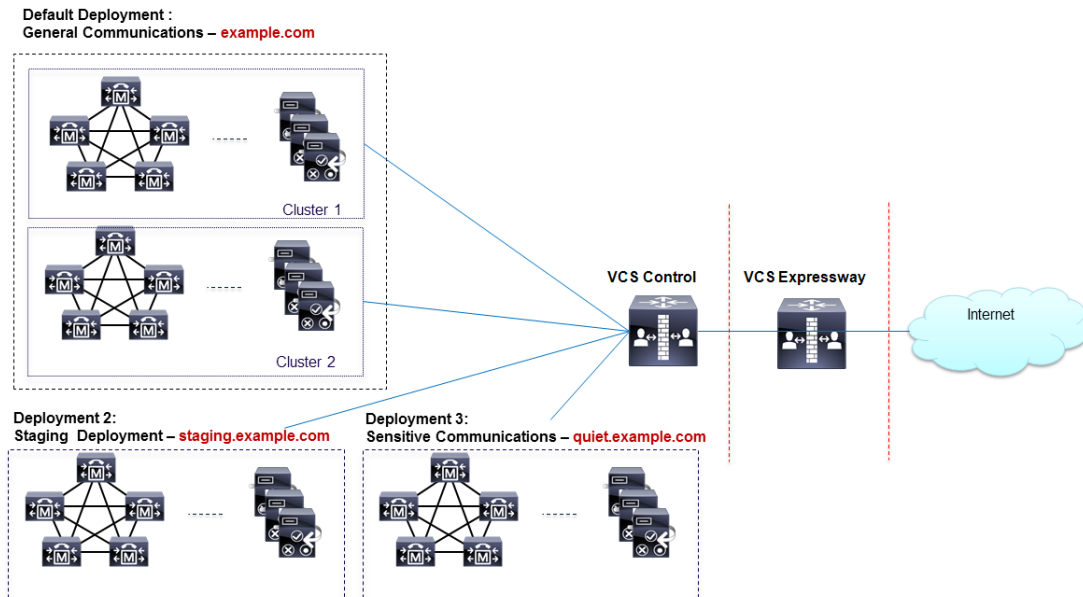 Default Deployment :
General Communications – example.com
M
M
M
M
M
Cluster 1
M
M
M
M
M
Cluster 2
VCS Control
VCS Expressway
Internet
Deployment 2:
Staging Deployment – staging.example.com
M
M
M
M
M
Deployment 3:
Sensitive Communications – quiet.example.com
M
M
M
M
M